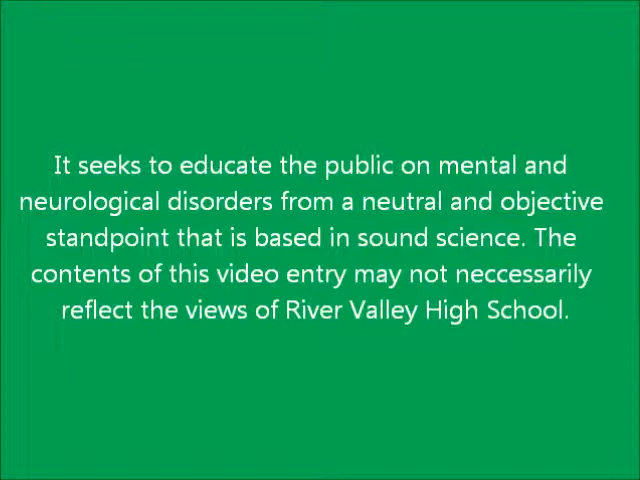 It seeks to educate the public on mental and
neurological disorders from a neutral and objective
standpoint that is based in sound science. The
contents of this video entry may not neccessarily
reflect the views of River Valley High School.